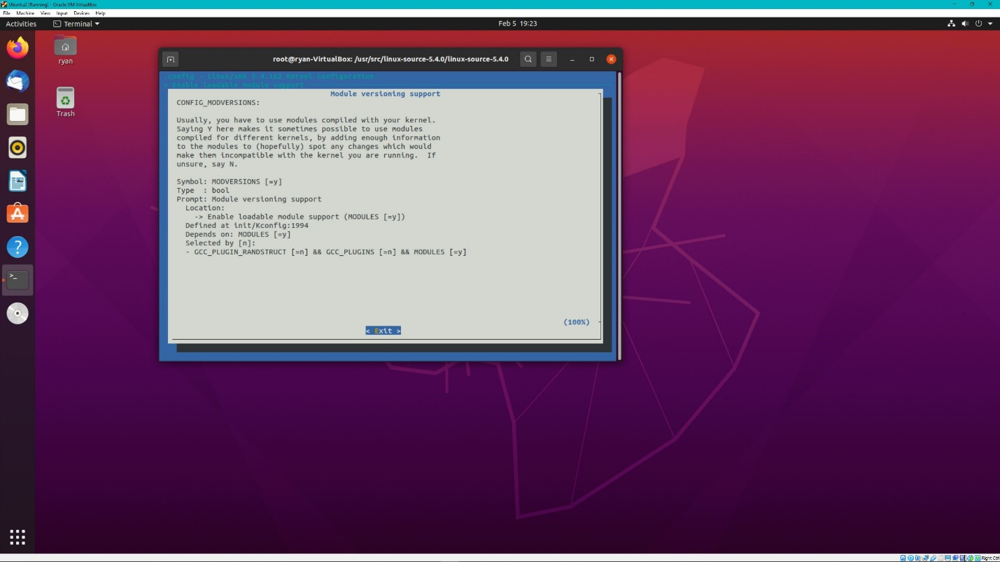 Ubuntu2 [Running] - Oracle VM VirtualBox
File Machine View Input Devices Help
Activities Terminal Feb 5 19:23
ryan
Trash
root@ryan-VirtualBox: /usr/src/linux-source-5.4.0/linux-source-5.4.0
.config - Linux/x86 5.4.162 Kernel Configuration
> Enable loadable module support
Module versioning support
CONFIG_MODVERSIONS:
Usually, you have to use modules compiled with your kernel.
Saying Y here makes it sometimes possible to use modules
compiled for different kernels, by adding enough information
to the modules to (hopefully) spot any changes which would
make them incompatible with the kernel you are running.  If
unsure, say N.
Symbol: MODVERSIONS [=y]
Type  : bool
Prompt: Module versioning support
Location:
-> Enable loadable module support (MODULES [=y])
Defined at init/Kconfig:1994
Depends on: MODULES [=y]
Selected by [n]:
- GCC_PLUGIN_RANDSTRUCT [=n] && GCC_PLUGINS [=n] && MODULES [=y]
(100%)
< Exit >
Right Ctrl